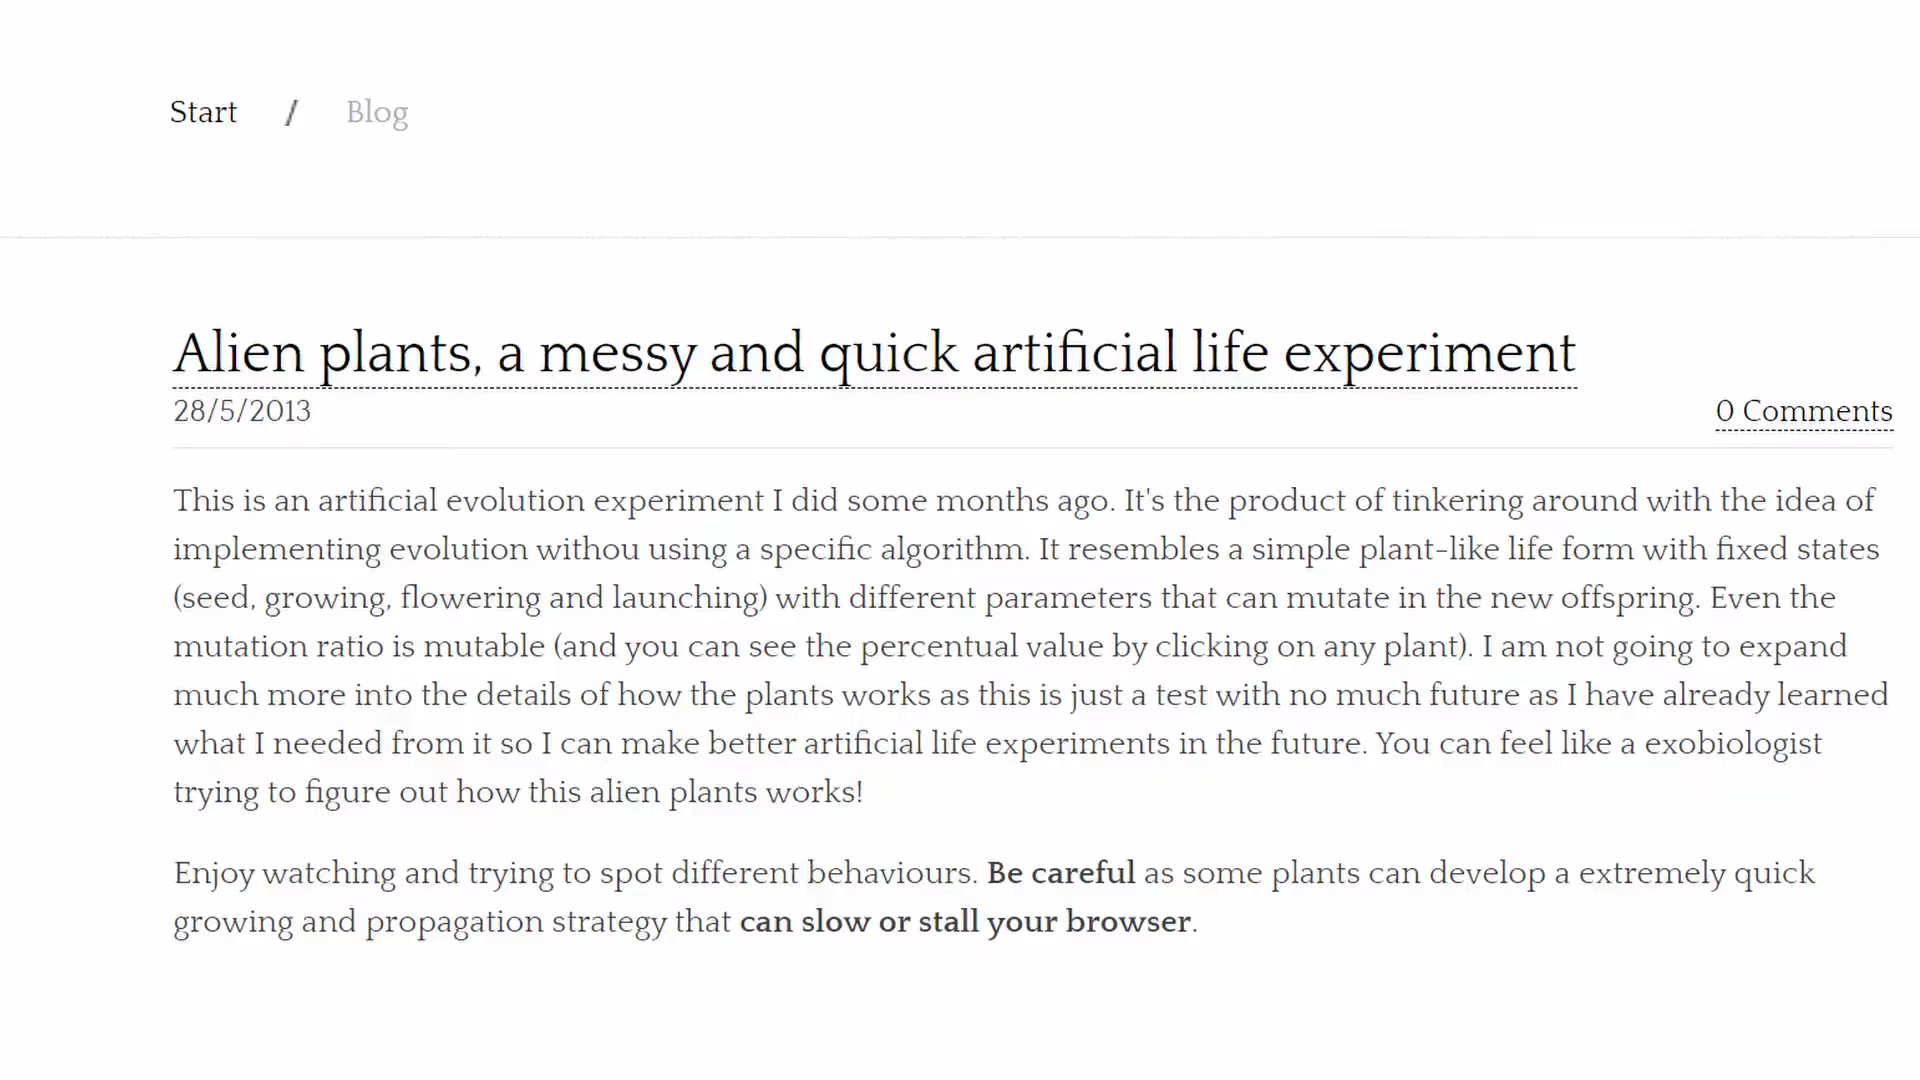 Start / Blog
Alien plants, a messy and quick artificial life experiment
28/5/2013
0 Comments
This is an artificial evolution experiment I did some months ago. It's the product of tinkering around with the idea of
implementing evolution withou using a specific algorithm. It resembles a simple plant-like life form with fixed states
(seed, growing, flowering and launching) with different parameters that can mutate in the new offspring. Even the
mutation ratio is mutable (and you can see the percentual value by clicking on any plant). I am not going to expand
much more into the details of how the plants works as this is just a test with no much future as I have already learned
what I needed from it so I can make better artificial life experiments in the future. You can feel like a exobiologist
trying to figure out how this alien plants works!
Enjoy watching and trying to spot different behaviours. Be careful as some plants can develop a extremely quick
growing and propagation strategy that can slow or stall your browser.